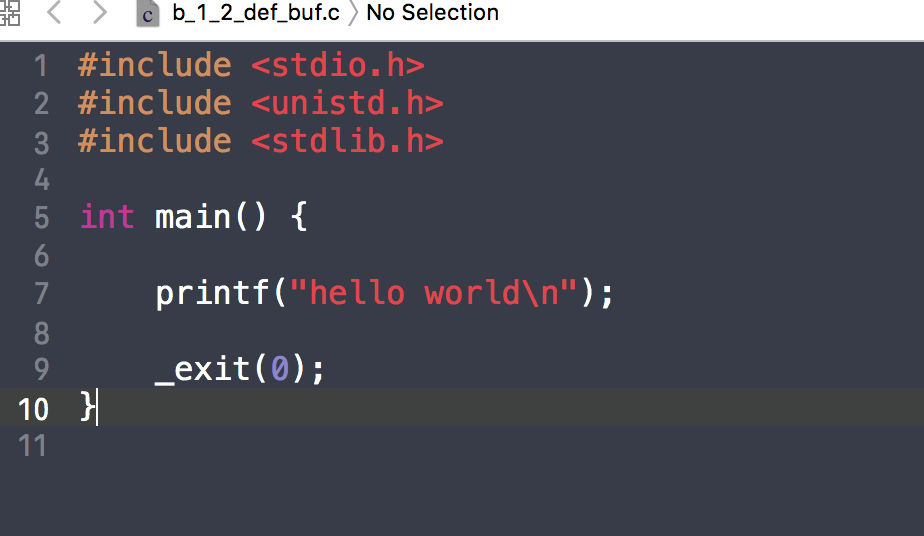 c b_1_2_def_buf.c 〉 No Selection
1 #include <stdio.h>
2 #include <unistd.h>
3 #include <stdlib.h>
4
5 int main() {
6
7     printf("hello world\n");
8
9     _exit(0);
10 }
11